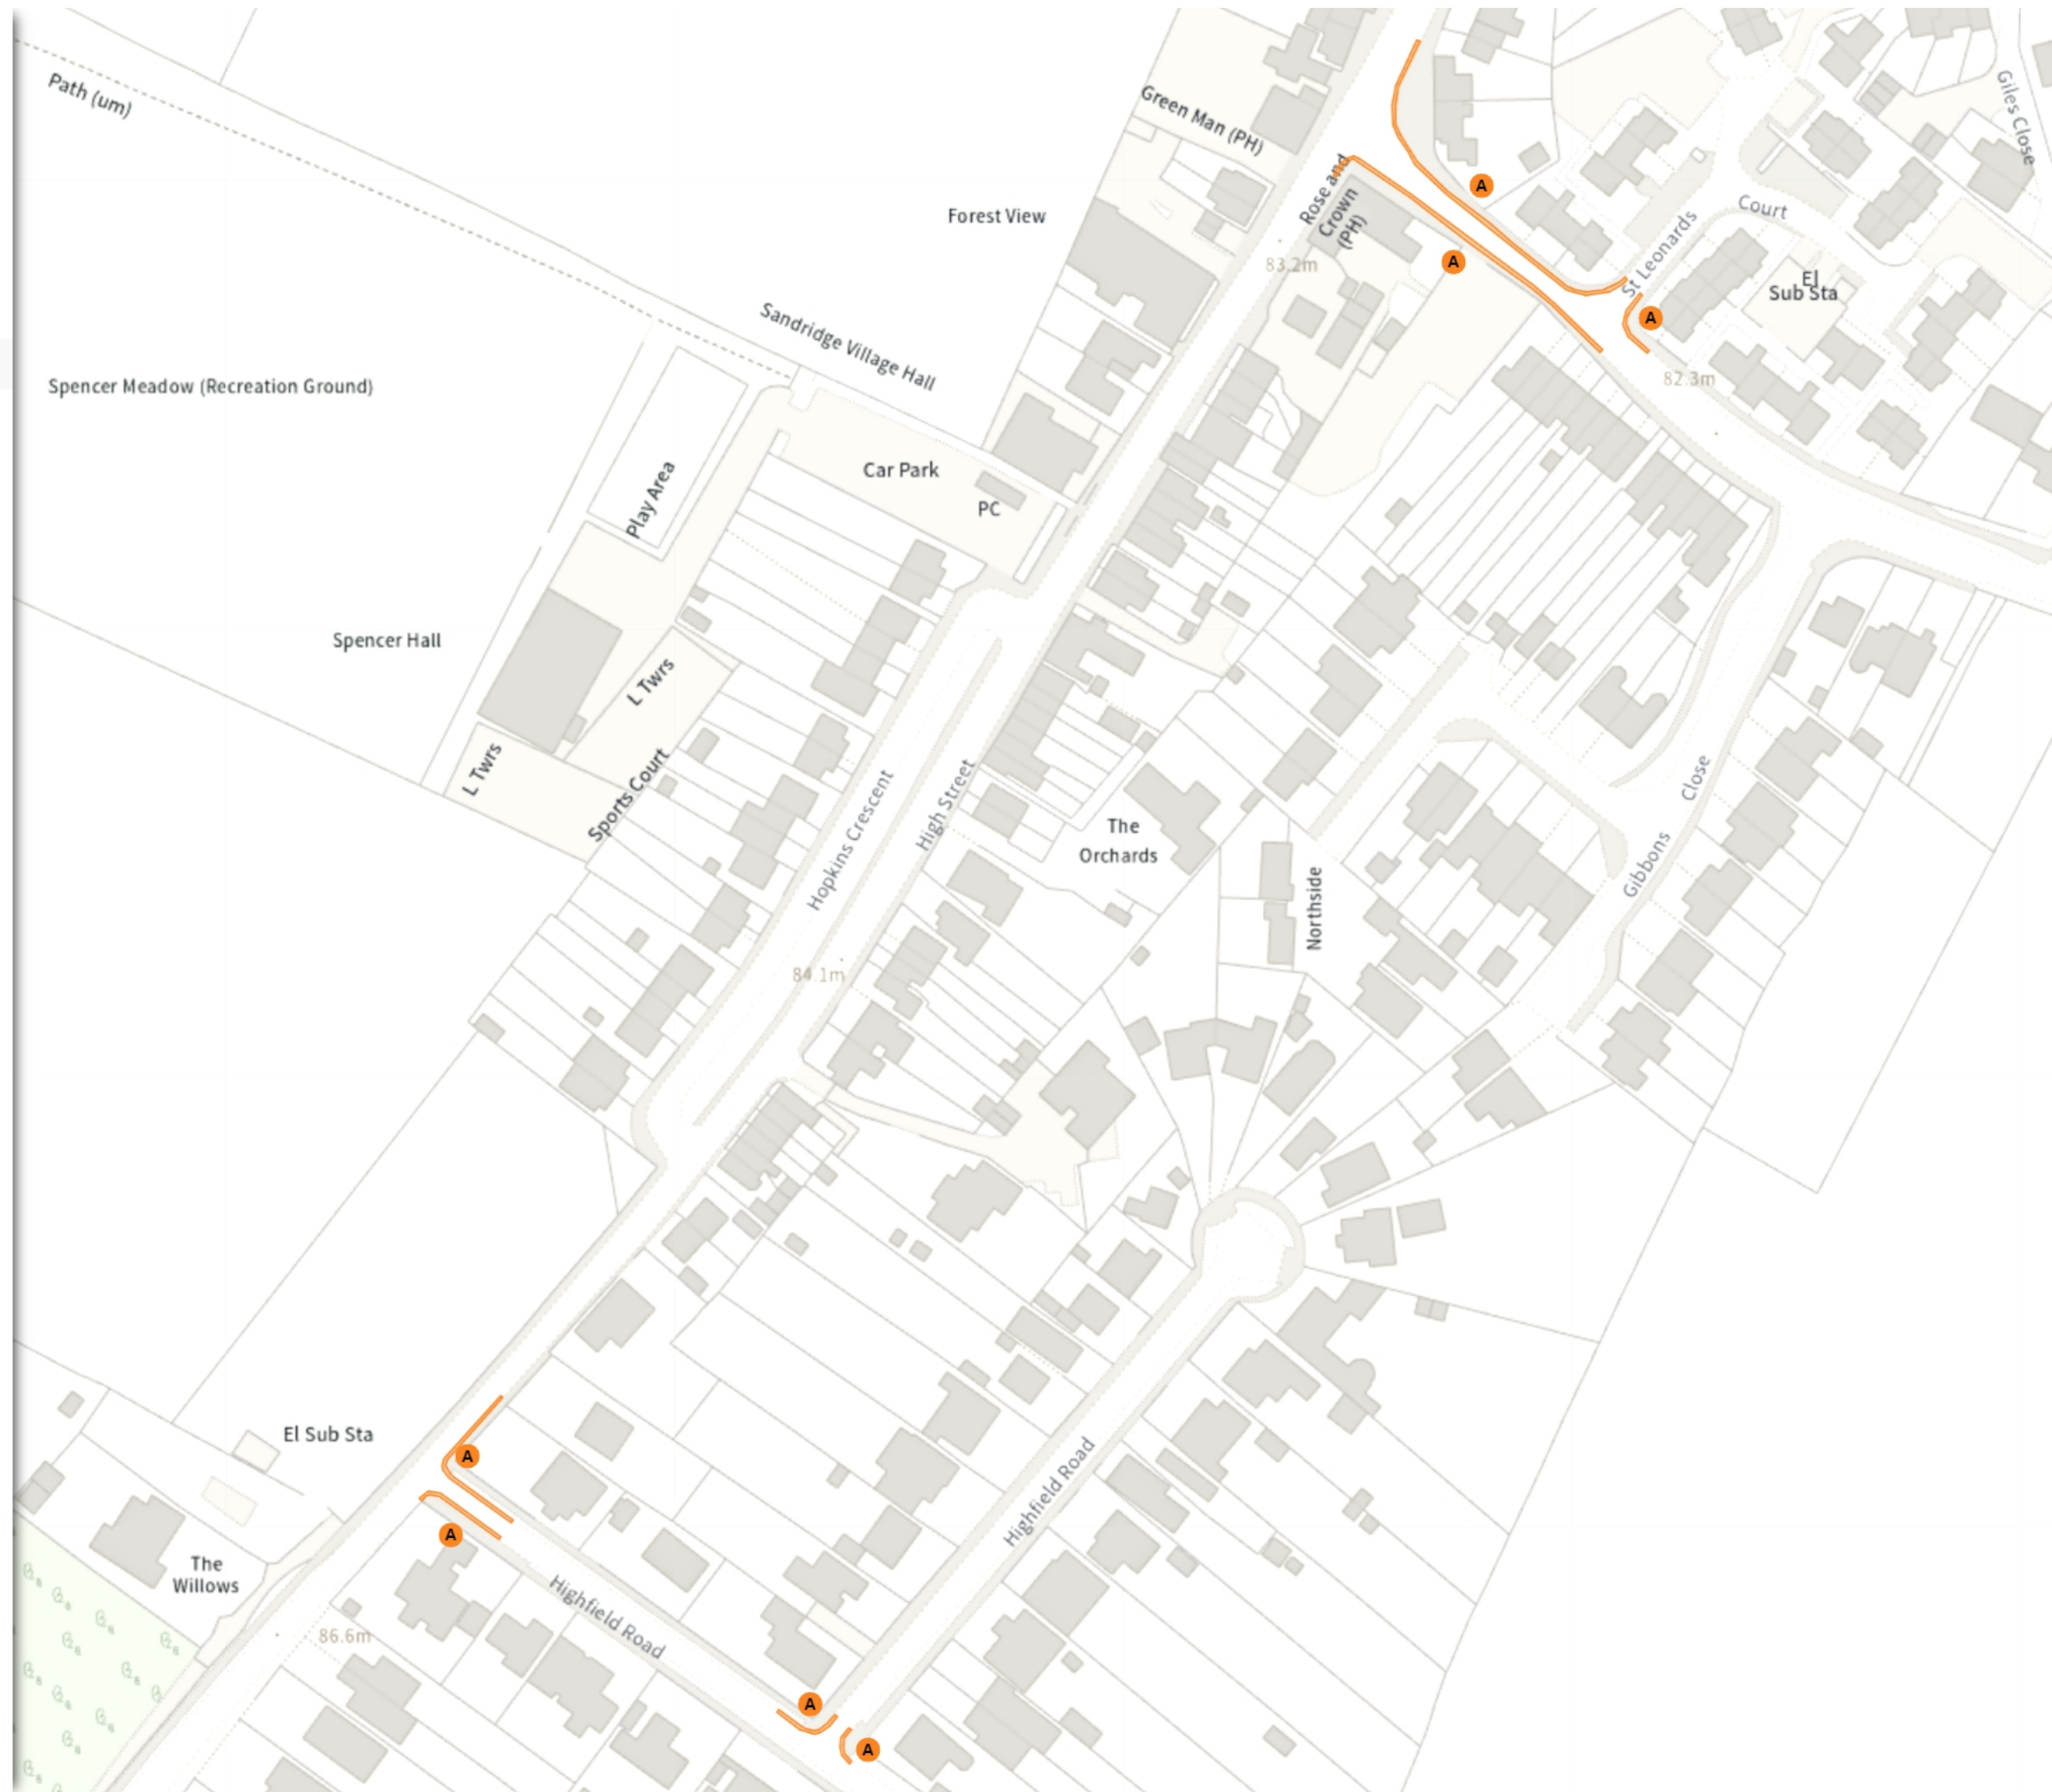 Path (um)
Green Man (PH)
Giles Close
Rose and
Crown
(PH)
A
Forest View
Court
St Leonards
83.2m
A
El
Sub Sta
A
Sandridge Village Hall
82.3m
Spencer Meadow (Recreation Ground)
Car Park
Play Area
PC
Spencer Hall
L Twrs
L Twrs
Sports Court
Hopkins Crescent
High Street
Close
The
Orchards
Gibbons
Northside
84.1m
El Sub Sta
A
A
Highfield Road
The
Willows
Highfield Road
86.6m
A
A